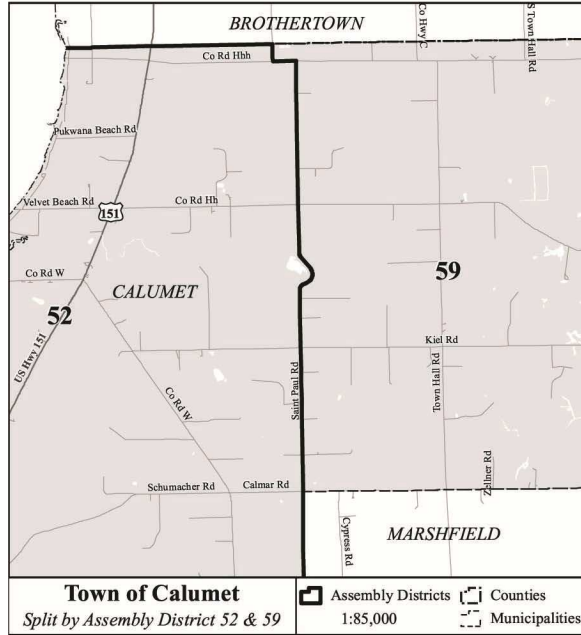 BROTHERTOWN
Co Hwy C
S Town Hall Rd
Co Rd Hhh
Pukwana Beach Rd
Velvet Beach Rd
Co Rd Hh
151
Co Rd W
CALUMET
59
52
US Hwy 151
Kiel Rd
Saint Paul Rd
Town Hall Rd
Co Rd W
Schumacher Rd
Calmar Rd
Zellner Rd
Cypress Rd
MARSHFIELD
Town of Calumet
Split by Assembly District 52 & 59
Assembly Districts
Counties
1:85,000
Municipalities